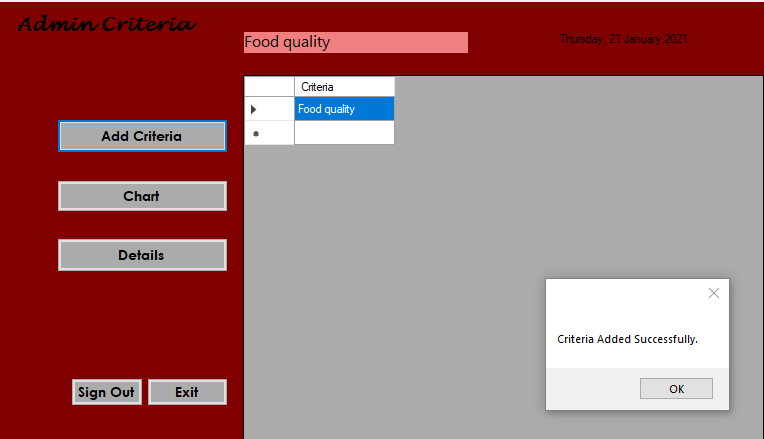 Admin Criteria
Food quality
Thursday, 21 January 2021
Criteria
Food quality
Add Criteria
Chart
Details
Criteria Added Successfully.
OK
Sign Out
Exit